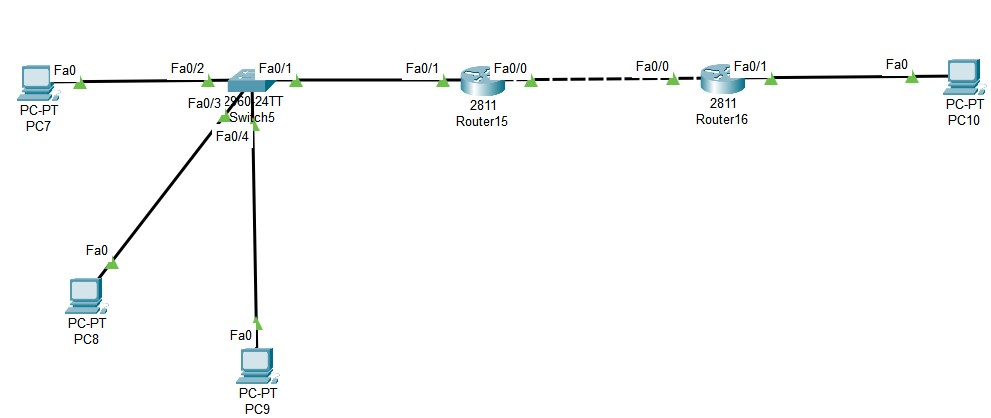 Fa0
Fa0/2
Fa0/1
Fa0/1
Fa0/0
Fa0/0
Fa0/1
Fa0
PC-PT
PC7
Fa0/3
2960-24TT
Switch5
Fa0/4
2811
Router15
2811
Router16
PC-PT
PC10
Fa0
PC-PT
PC8
Fa0
PC-PT
PC9